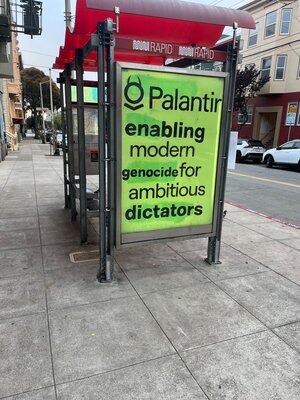 RAPID RAPID
Palantir
enabling
modern
genocide for
ambitious
dictators